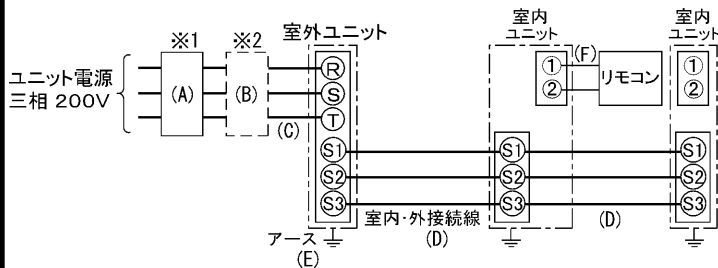 ※1
※2
室外ユニット
室内
ユニット
室内
ユニット
ユニット電源
三相 200V
(A)
(B)
(C)
R
S
T
① (F)
②
リモコン
①
②
S1
S2
S3
S1
S2
S3
S1
S2
S3
室内・外接続線
(D)
(D)
アース
(E)